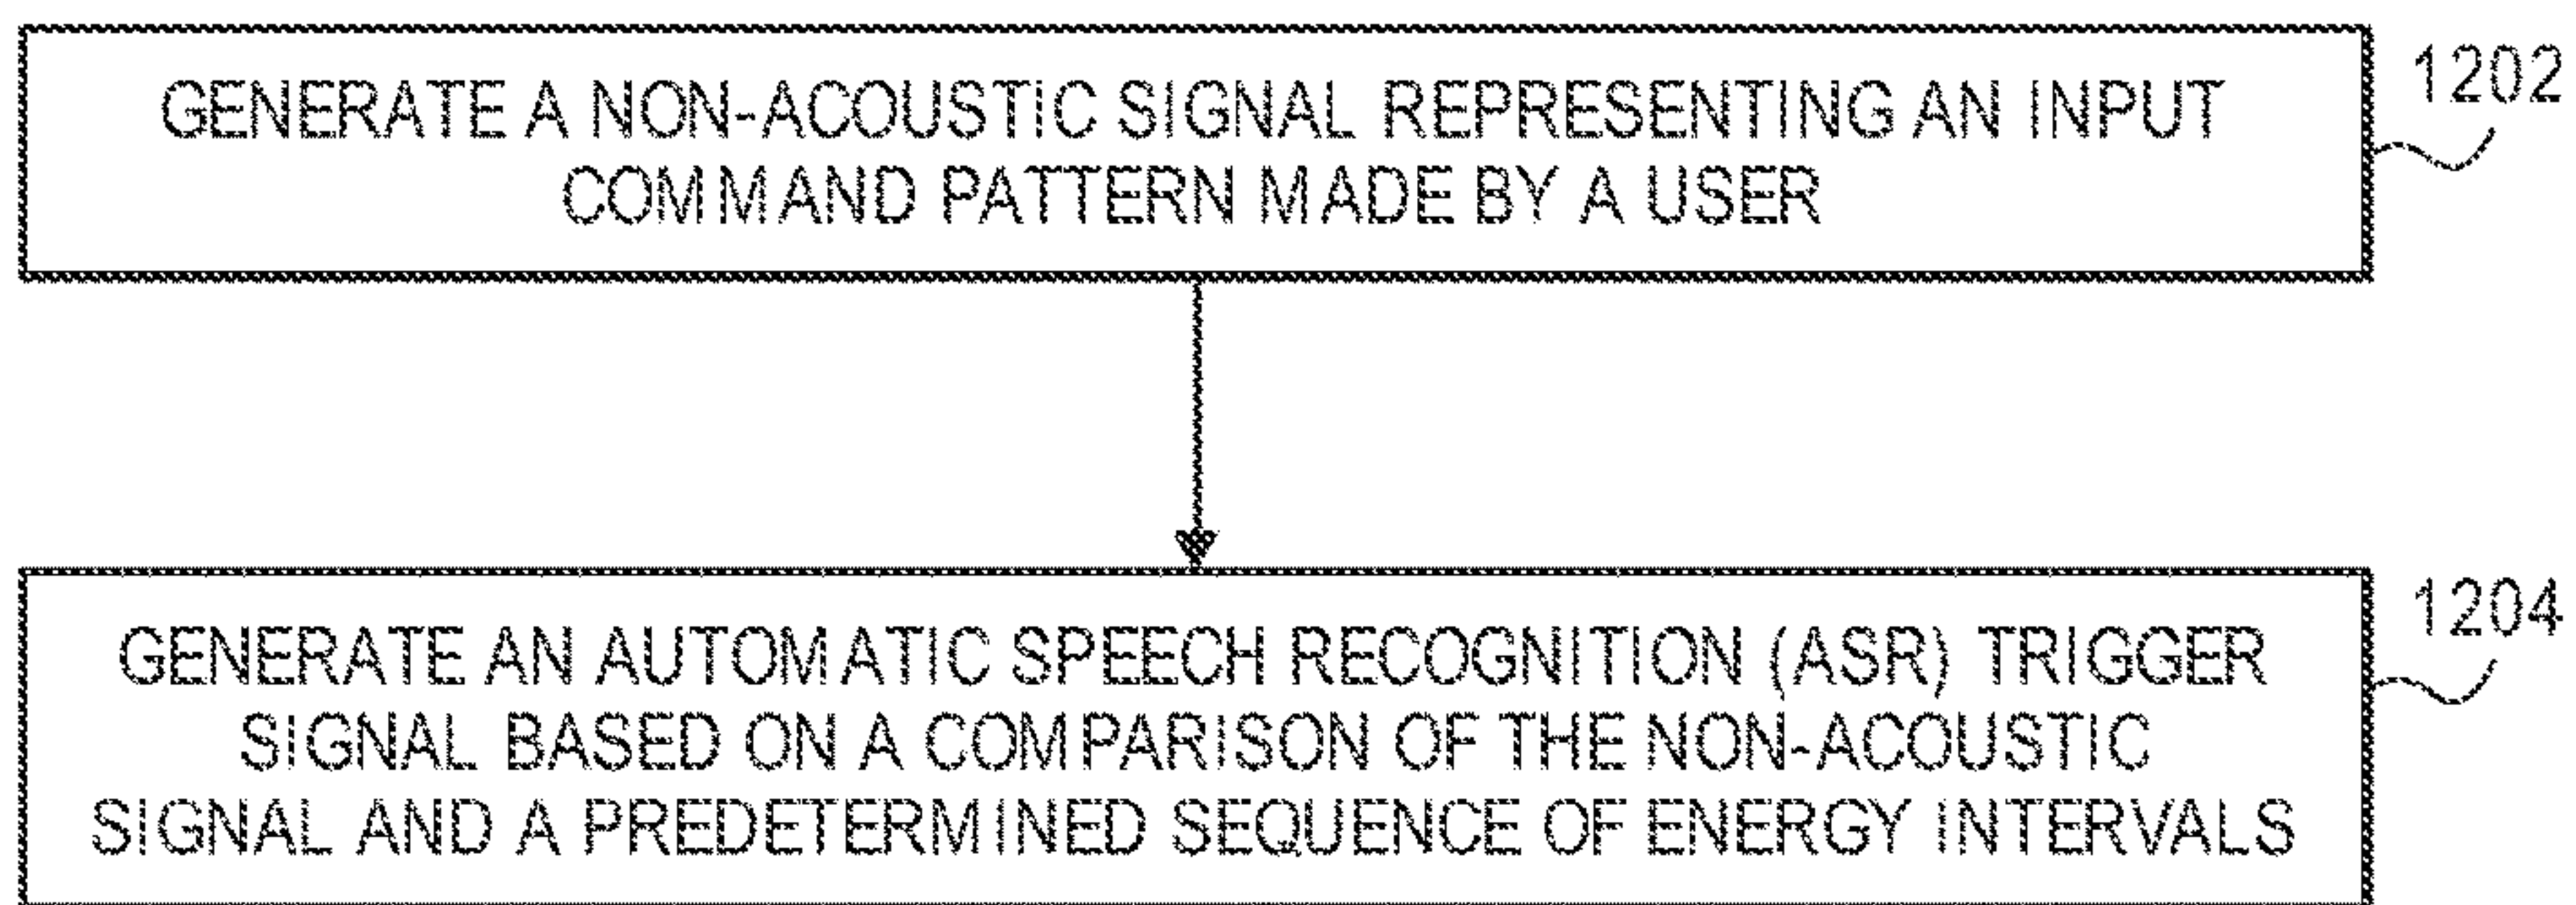 GENERATE A NON-ACOUSTIC SIGNAL REPRESENTING AN INPUT
COMMAND PATTERN MADE BY A USER
1202
GENERATE AN AUTOMATIC SPEECH RECOGNITION (ASR) TRIGGER
SIGNAL BASED ON A COMPARISON OF THE NON-ACOUSTIC
SIGNAL AND A PREDETERMINED SEQUENCE OF ENERGY INTERVALS
1204